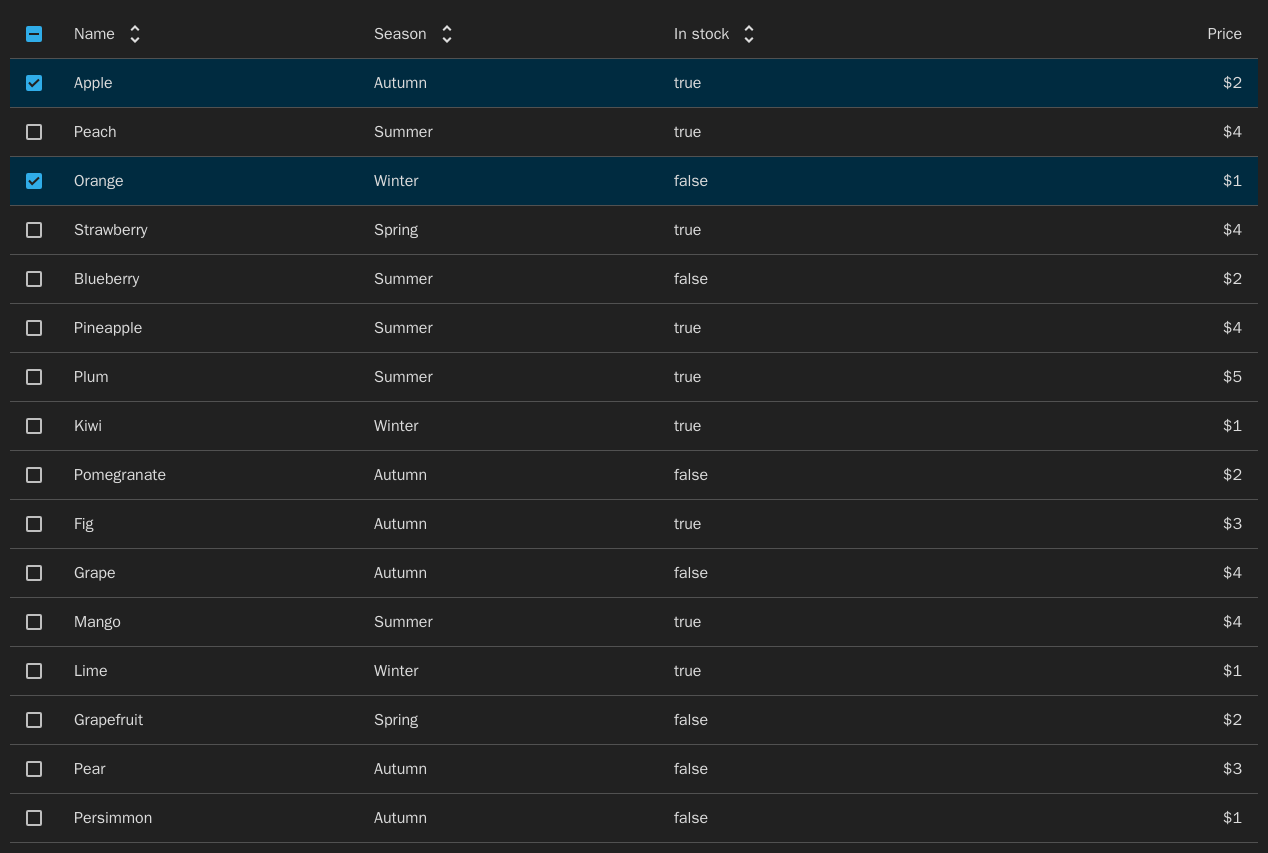 Name Season In stock Price
Apple Autumn true $2
Peach Summer true $4
Orange Winter false $1
Strawberry Spring true $4
Blueberry Summer false $2
Pineapple Summer true $4
Plum Summer true $5
Kiwi Winter true $1
Pomegranate Autumn false $2
Fig Autumn true $3
Grape Autumn false $4
Mango Summer true $4
Lime Winter true $1
Grapefruit Spring false $2
Pear Autumn false $3
Persimmon Autumn false $1